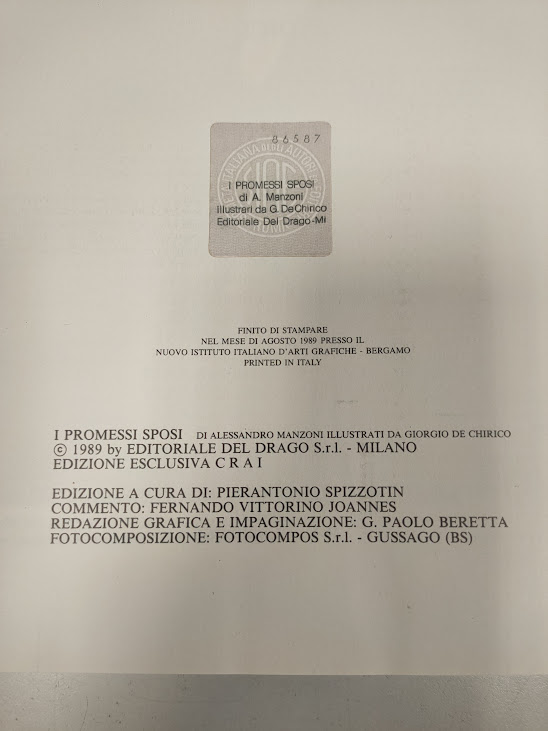 86587
I PROMESSI SPOSI
di A. Manzoni
illustrati da G. De Chirico
Editoriale Del Drago-Mi
FINITO DI STAMPARE
NEL MESE DI AGOSTO 1989 PRESSO IL
NUOVO ISTITUTO ITALIANO D'ARTI GRAFICHE - BERGAMO
PRINTED IN ITALY
I PROMESSI SPOSI DI ALESSANDRO MANZONI ILLUSTRATI DA GIORGIO DE CHIRICO
© 1989 by EDITORIALE DEL DRAGO S.r.l. - MILANO
EDIZIONE ESCLUSIVA C R A I
EDIZIONE A CURA DI: PIERANTONIO SPIZZOTIN
COMMENTO: FERNANDO VITTORINO JOANNES
REDAZIONE GRAFICA E IMPAGINAZIONE: G. PAOLO BERETTA
FOTOCOMPOSIZIONE: FOTOCOMPOS S.r.l. - GUSSAGO (BS)